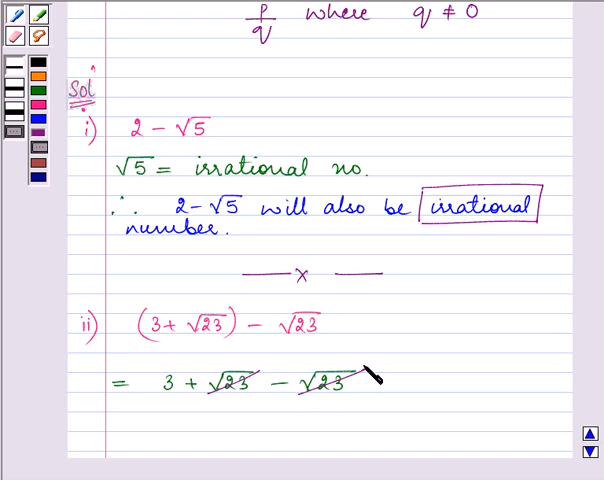 p/q where q ≠ 0
Sol^n
i) 2 - √5
√5 = irrational no.
∴ 2-√5 will also be irrational
number.
—— x ——
ii) (3 + √23) - √23
= 3 + √23 - √23